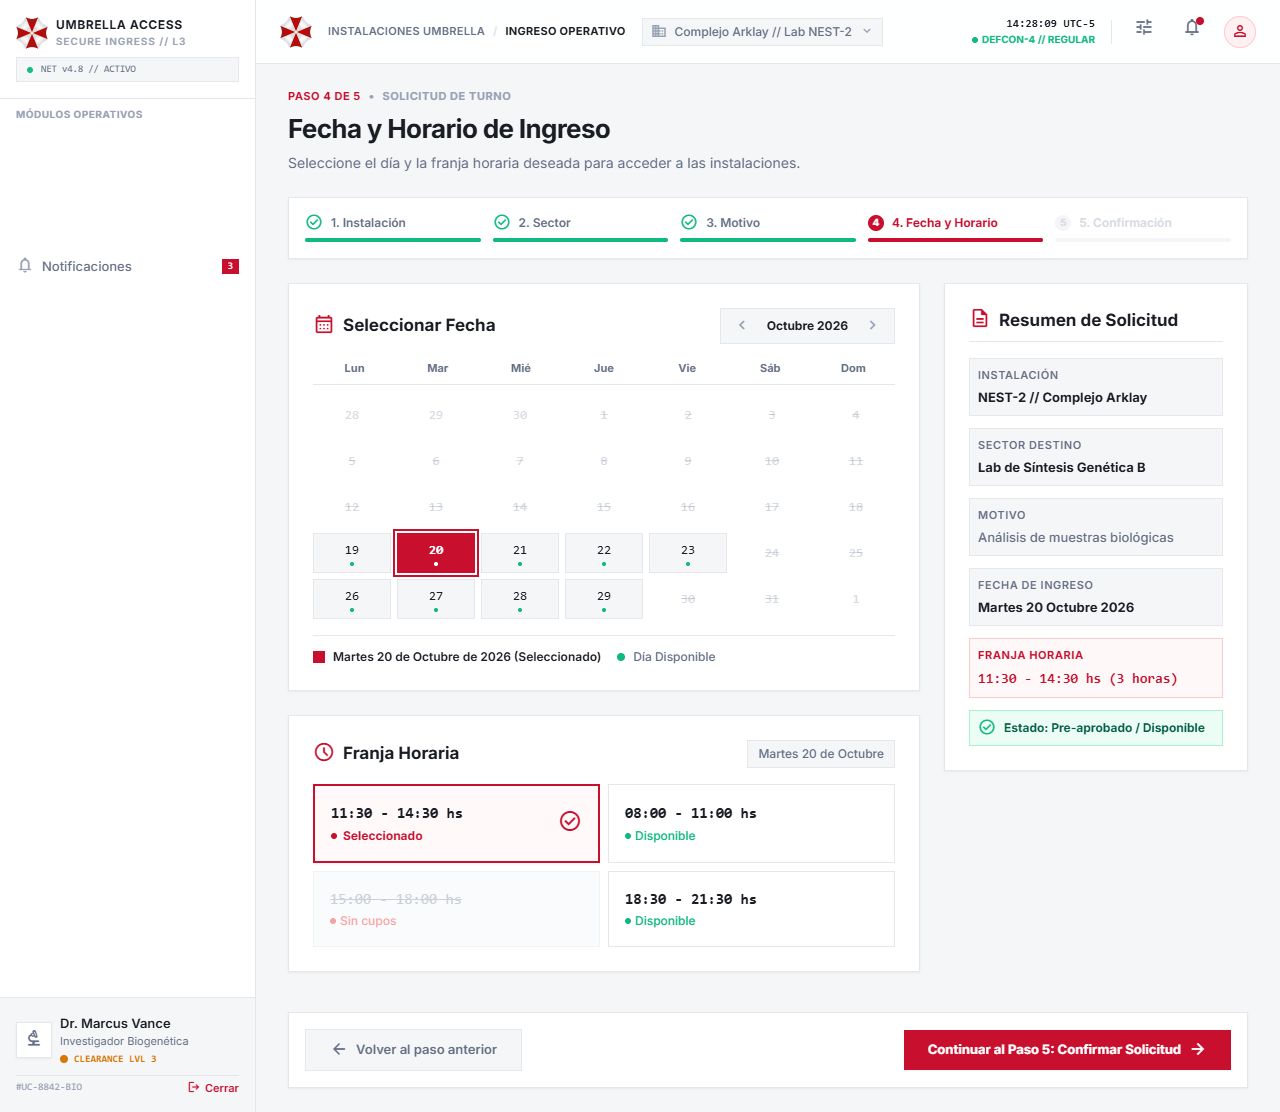 UMBRELLA ACCESS
SECURE INGRESS // L3
NET v4.8 // ACTIVO
MÓDULOS OPERATIVOS
Notificaciones 3
Dr. Marcus Vance
Investigador Biogenética
CLEARANCE LVL 3
#UC-8842-BIO Cerrar
INSTALACIONES UMBRELLA / INGRESO OPERATIVO
Complejo Arklay // Lab NEST-2
14:28:09 UTC-5
DEFCON-4 // REGULAR
PASO 4 DE 5 • SOLICITUD DE TURNO
Fecha y Horario de Ingreso
Seleccione el día y la franja horaria deseada para acceder a las instalaciones.
1. Instalación
2. Sector
3. Motivo
4 4. Fecha y Horario
5 5. Confirmación
Seleccionar Fecha
Octubre 2026
Lun Mar Mié Jue Vie Sáb Dom
28 29 30 1 2 3 4
5 6 7 8 9 10 11
12 13 14 15 16 17 18
19 20 21 22 23 24 25
26 27 28 29 30 31 1
Martes 20 de Octubre de 2026 (Seleccionado)
Día Disponible
Franja Horaria
Martes 20 de Octubre
11:30 - 14:30 hs
Seleccionado
08:00 - 11:00 hs
Disponible
15:00 - 18:00 hs
Sin cupos
18:30 - 21:30 hs
Disponible
Resumen de Solicitud
INSTALACIÓN
NEST-2 // Complejo Arklay
SECTOR DESTINO
Lab de Síntesis Genética B
MOTIVO
Análisis de muestras biológicas
FECHA DE INGRESO
Martes 20 Octubre 2026
FRANJA HORARIA
11:30 - 14:30 hs (3 horas)
Estado: Pre-aprobado / Disponible
Volver al paso anterior
Continuar al Paso 5: Confirmar Solicitud